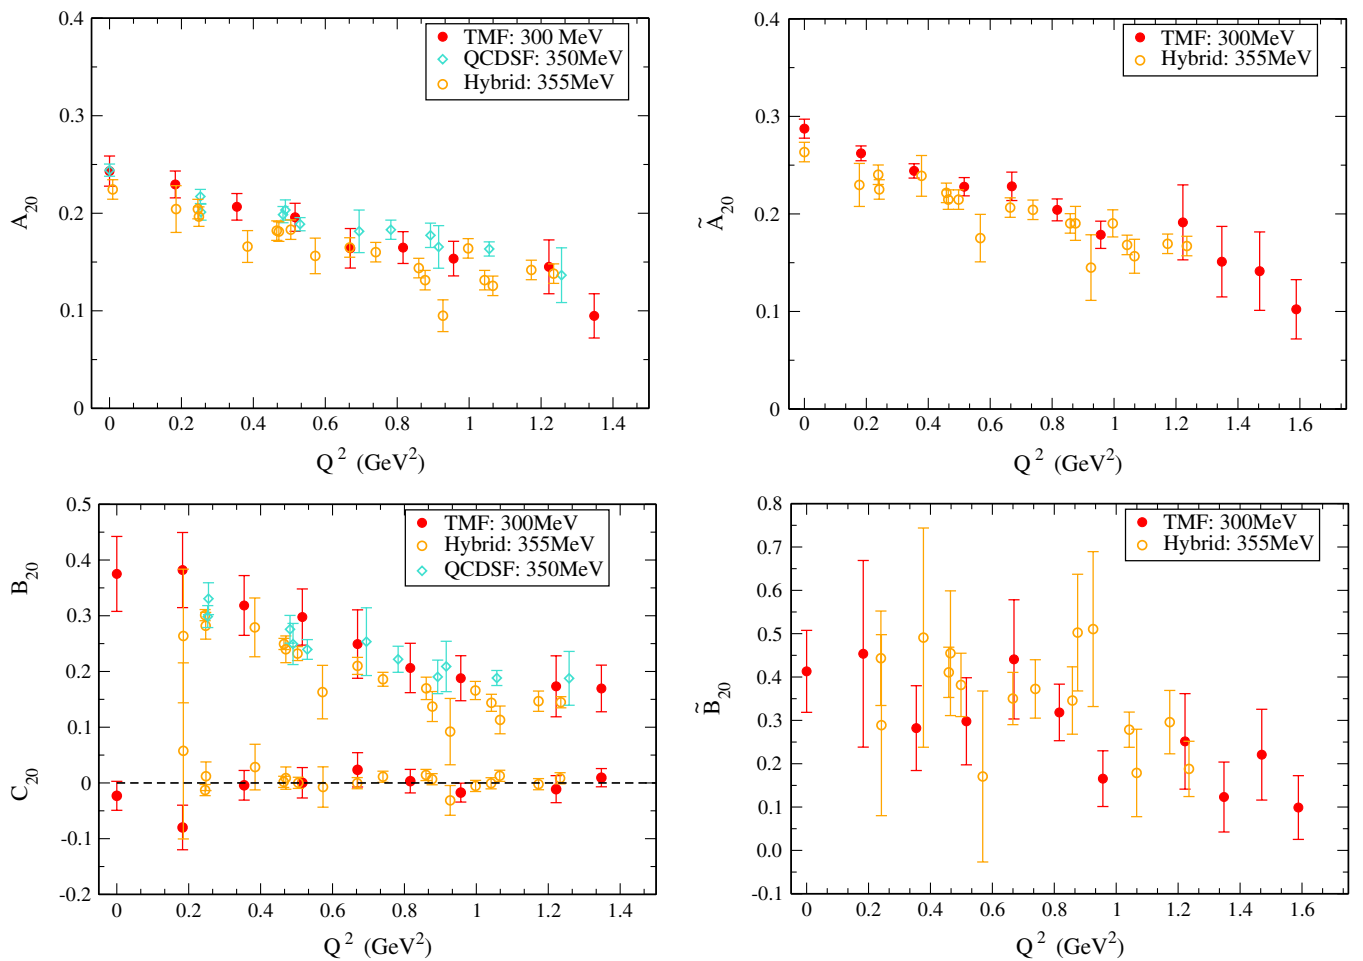 0.4
0.3
0.2
0.1
0
A20
TMF: 300 MeV
QCDSF: 350MeV
Hybrid: 355MeV
0 0.2 0.4 0.6 0.8 1 1.2 1.4
Q 2 (GeV2)
0.4
0.3
0.2
0.1
0
Ã20
TMF: 300MeV
Hybrid: 355MeV
0 0.2 0.4 0.6 0.8 1 1.2 1.4 1.6
Q 2 (GeV2)
0.5
0.4
0.3
0.2
0.1
0
-0.1
-0.2
B20
C20
TMF: 300MeV
Hybrid: 355MeV
QCDSF: 350MeV
0 0.2 0.4 0.6 0.8 1 1.2 1.4
Q 2 (GeV2)
0.8
0.7
0.6
0.5
0.4
0.3
0.2
0.1
0.0
-0.1
B̃20
TMF: 300MeV
Hybrid: 355MeV
0 0.2 0.4 0.6 0.8 1 1.2 1.4 1.6
Q 2 (GeV2)